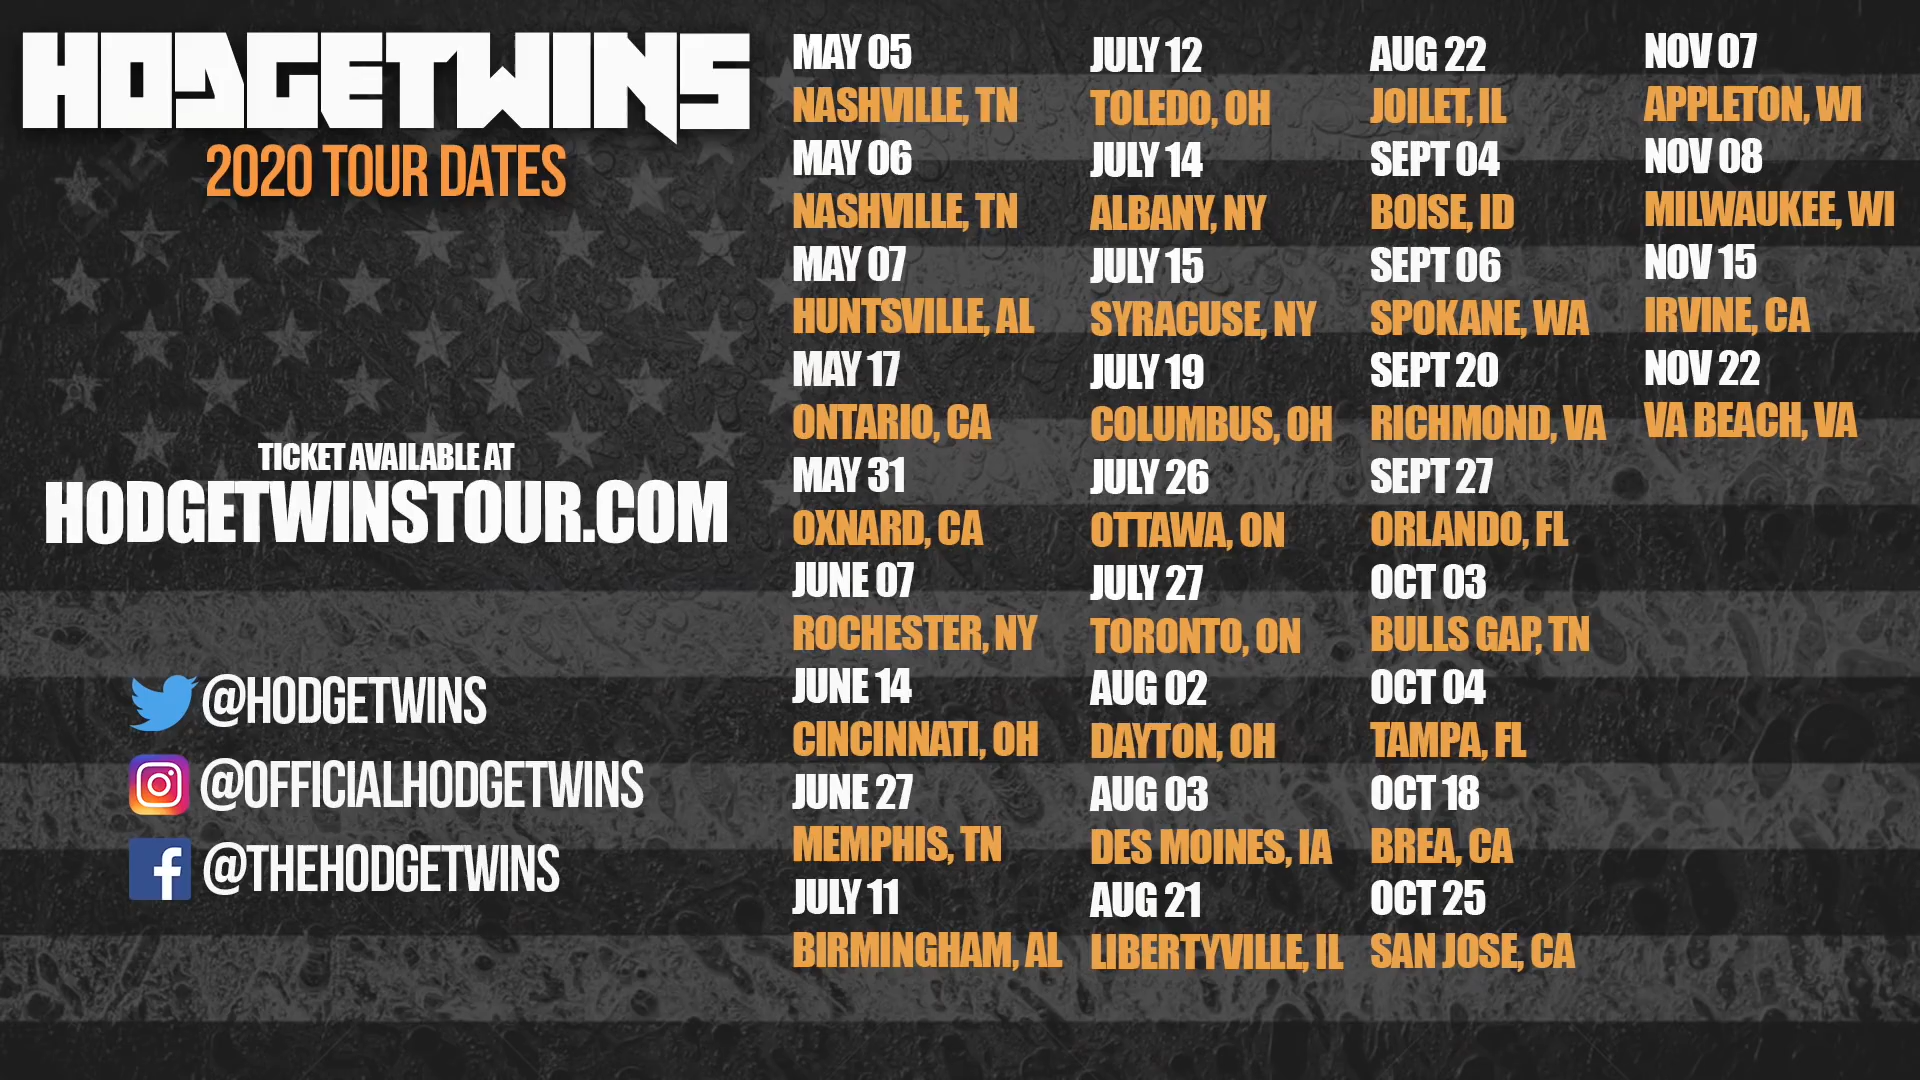 HODGETWINS
2020 TOUR DATES
TICKET AVAILABLE AT
HODGETWINSTOUR.COM
@HODGETWINS
@OFFICIALHODGETWINS
@THEHODGETWINS
MAY 05
NASHVILLE, TN
MAY 06
NASHVILLE, TN
MAY 07
HUNTSVILLE, AL
MAY 17
ONTARIO, CA
MAY 31
OXNARD, CA
JUNE 07
ROCHESTER, NY
JUNE 14
CINCINNATI, OH
JUNE 27
MEMPHIS, TN
JULY 11
BIRMINGHAM, AL
JULY 12
TOLEDO, OH
JULY 14
ALBANY, NY
JULY 15
SYRACUSE, NY
JULY 19
COLUMBUS, OH
JULY 26
OTTAWA, ON
JULY 27
TORONTO, ON
AUG 02
DAYTON, OH
AUG 03
DES MOINES, IA
AUG 21
LIBERTYVILLE, IL
AUG 22
JOILET, IL
SEPT 04
BOISE, ID
SEPT 06
SPOKANE, WA
SEPT 20
RICHMOND, VA
SEPT 27
ORLANDO, FL
OCT 03
BULLS GAP, TN
OCT 04
TAMPA, FL
OCT 18
BREA, CA
OCT 25
SAN JOSE, CA
NOV 07
APPLETON, WI
NOV 08
MILWAUKEE, WI
NOV 15
IRVINE, CA
NOV 22
VA BEACH, VA